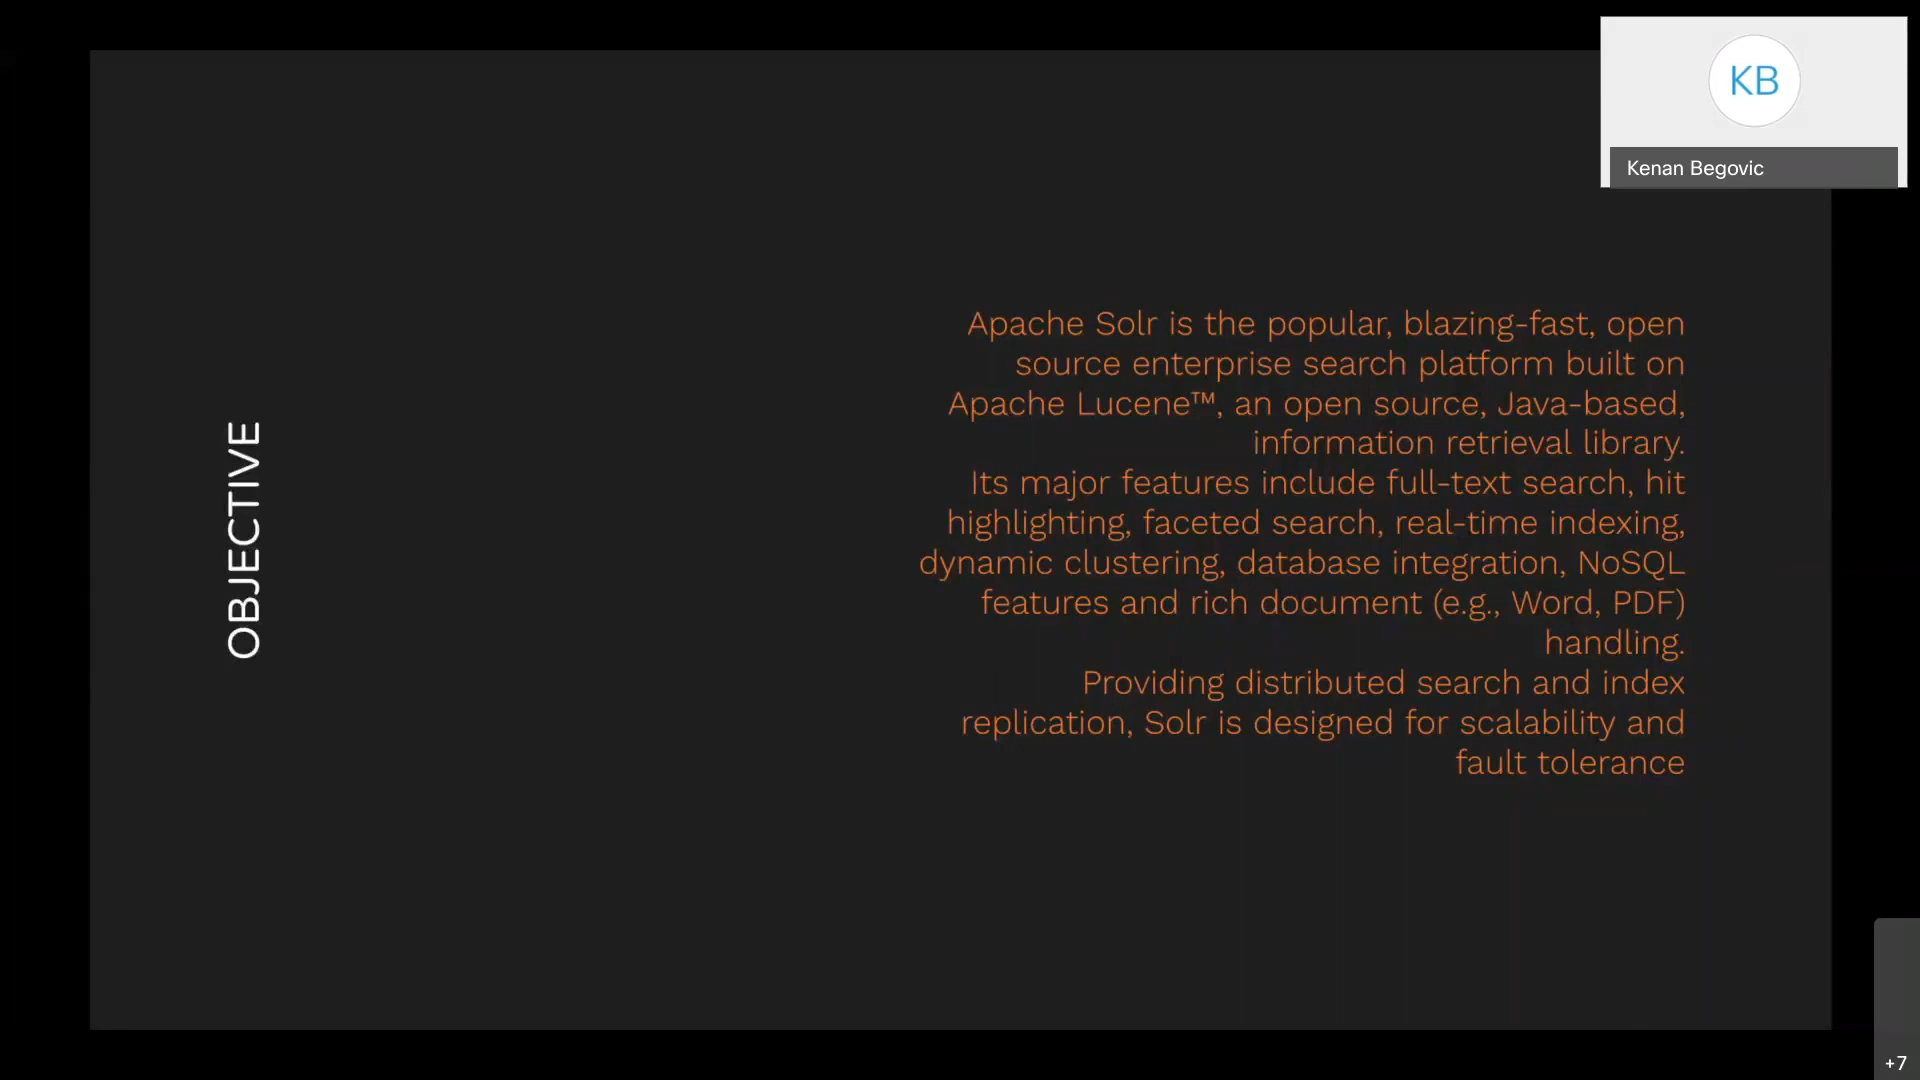 KB
Kenan Begovic
OBJECTIVE
Apache Solr is the popular, blazing-fast, open
source enterprise search platform built on
Apache Lucene™, an open source, Java-based,
information retrieval library.
Its major features include full-text search, hit
highlighting, faceted search, real-time indexing,
dynamic clustering, database integration, NoSQL
features and rich document (e.g., Word, PDF)
handling.
Providing distributed search and index
replication, Solr is designed for scalability and
fault tolerance
+7